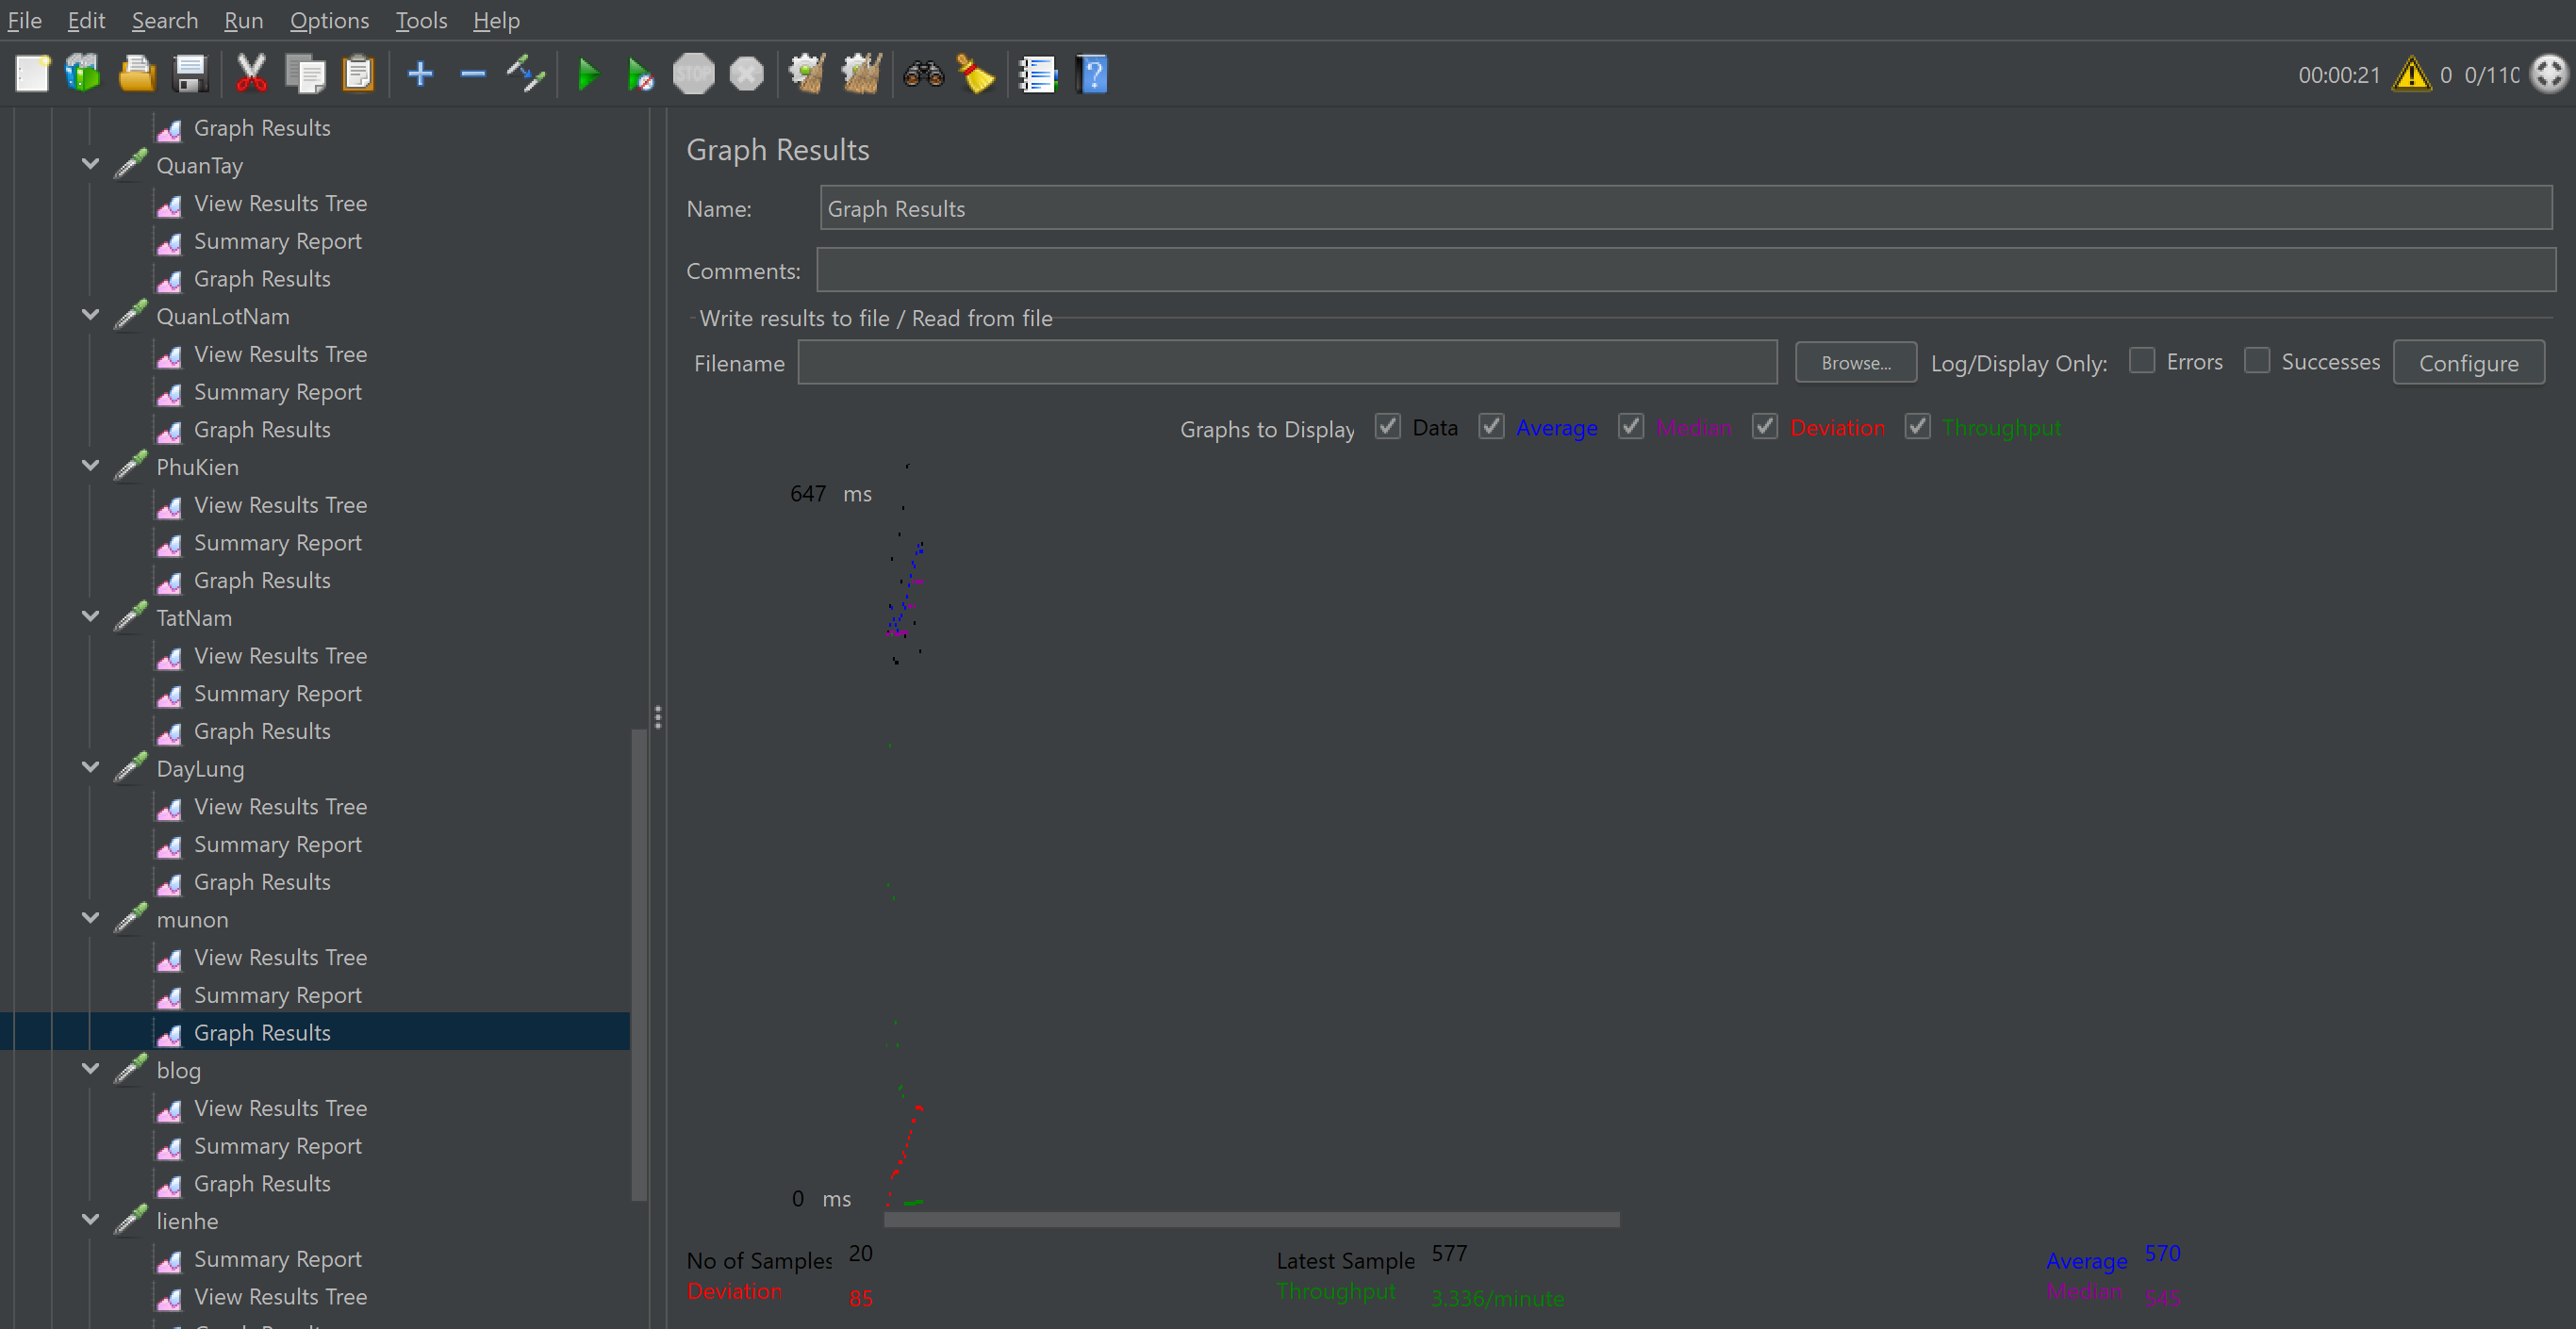 File Edit Search Run Options Tools Help
STOP
00:00:21 0 0/110
Graph Results
QuanTay
View Results Tree
Summary Report
Graph Results
QuanLotNam
View Results Tree
Summary Report
Graph Results
PhuKien
View Results Tree
Summary Report
Graph Results
TatNam
View Results Tree
Summary Report
Graph Results
DayLung
View Results Tree
Summary Report
Graph Results
munon
View Results Tree
Summary Report
Graph Results
blog
View Results Tree
Summary Report
Graph Results
lienhe
Summary Report
View Results Tree
Graph Results
Name: Graph Results
Comments:
Write results to file / Read from file
Filename Browse... Log/Display Only: Errors Successes Configure
Graphs to Display Data Average Median Deviation Throughput
647 ms
0 ms
No of Samples 20 Latest Sample 577 Average 570
Deviation 85 Throughput 3.336/minute Median 545